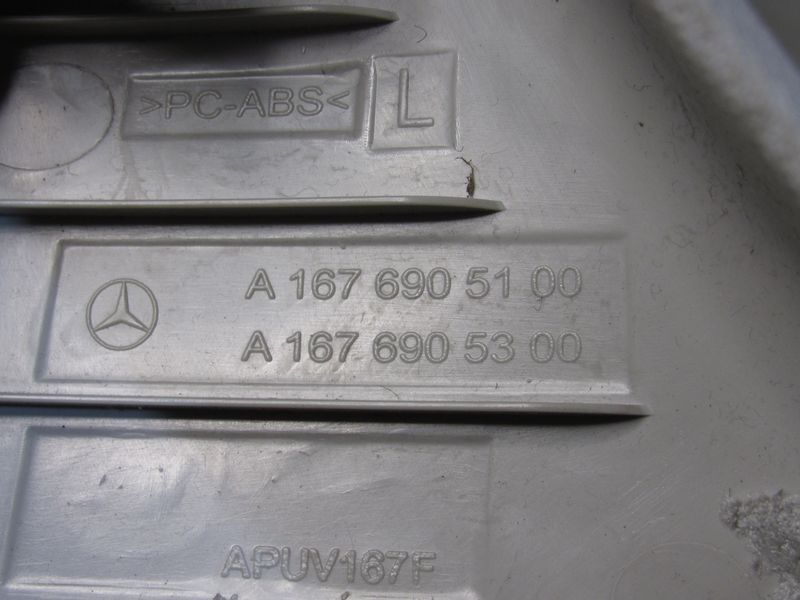 >PC-ABS< L
A 167 690 51 00
A 167 690 53 00
APUV167F